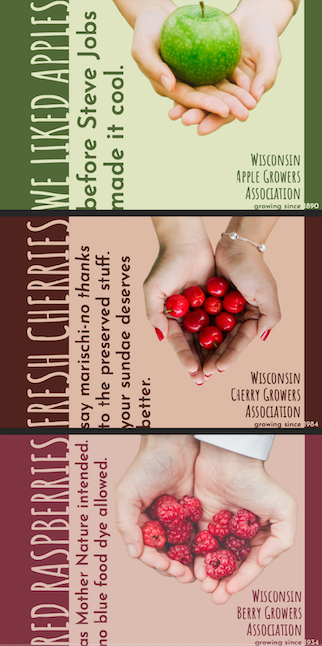 WE LIKED APPLES
before Steve Jobs
made it cool.
WISCONSIN
APPLE GROWERS
ASSOCIATION
growing since 1890
FRESH CHERRIES
say marischi-no thanks
to the preserved stuff.
your sundae deserves
better.
WISCONSIN
CHERRY GROWERS
ASSOCIATION
growing since 1984
RED RASPBERRIES
as Mother Nature intended.
no blue food dye allowed.
WISCONSIN
BERRY GROWERS
ASSOCIATION
growing since 1934